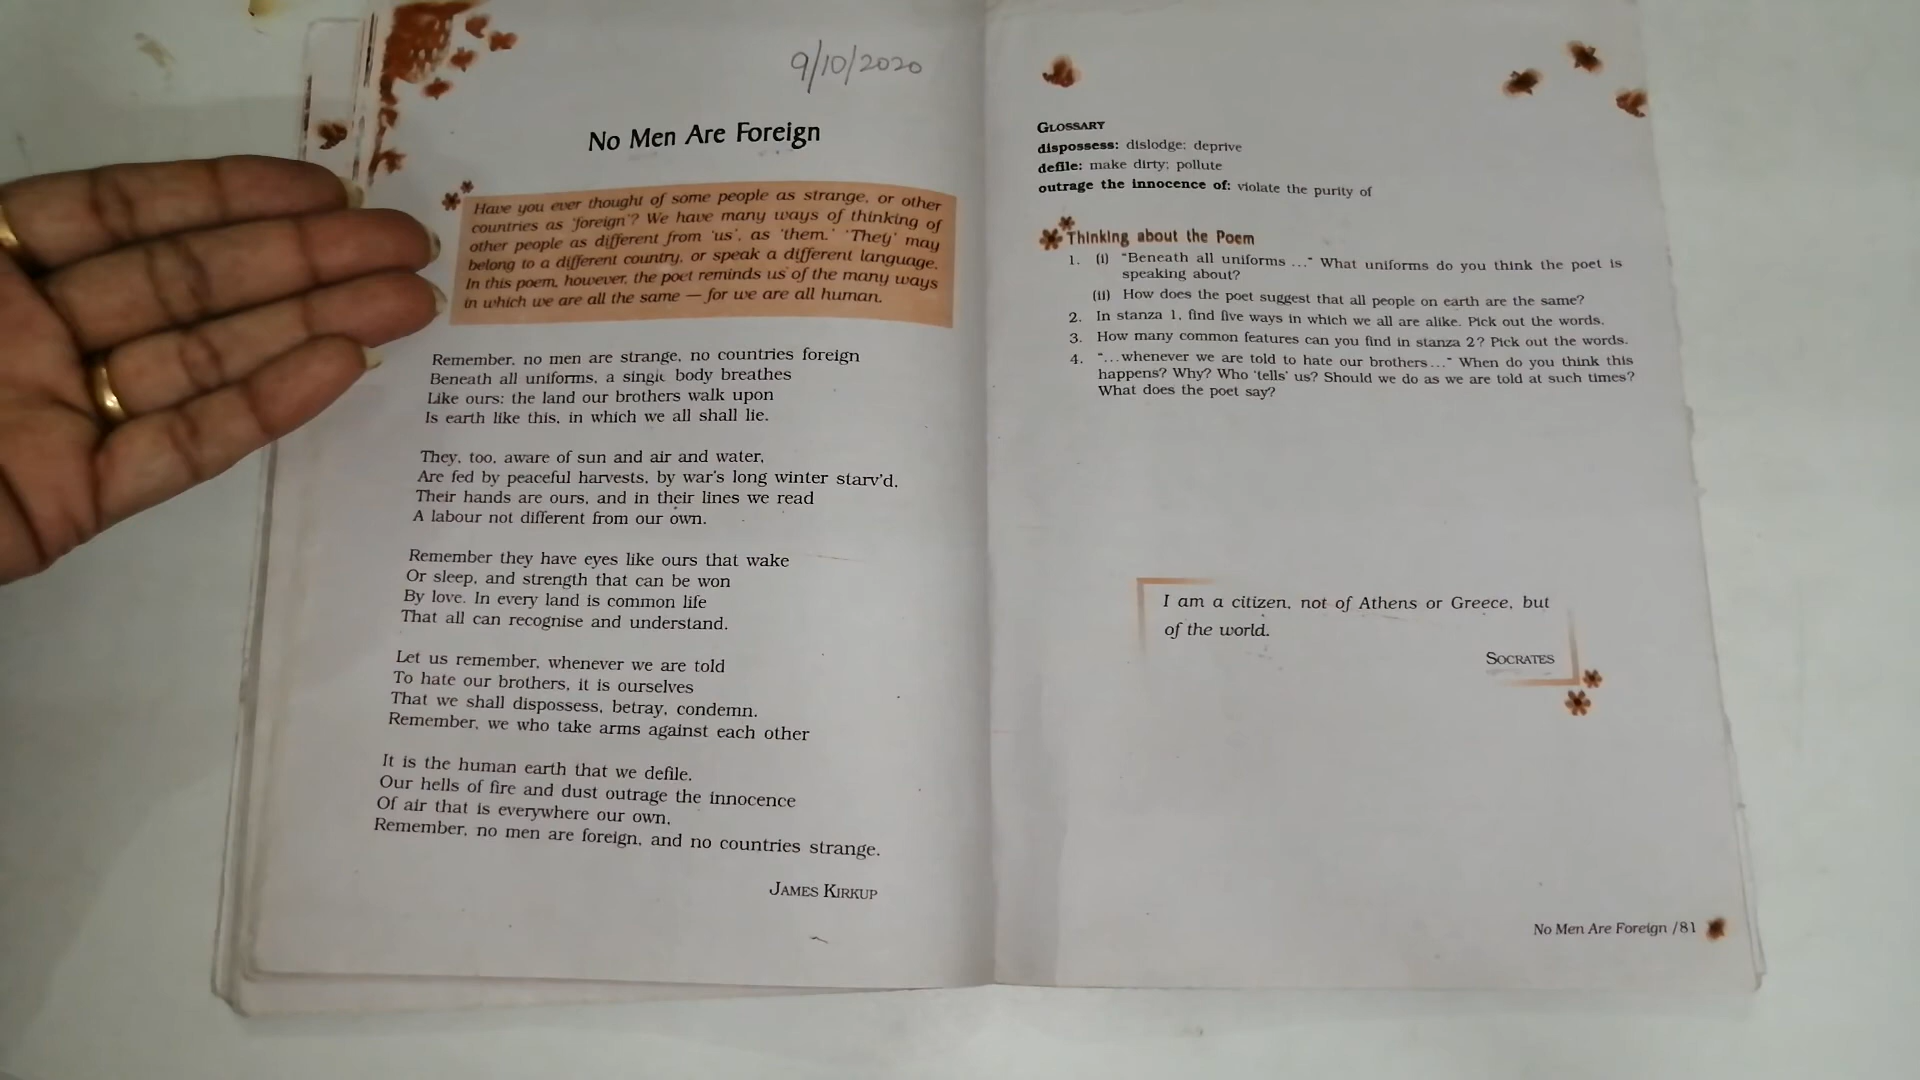 9/10/2020
No Men Are Foreign
Have you ever thought of some people as strange, or other
countries as 'foreign'? We have many ways of thinking of
other people as different from 'us', as 'them.' 'They' may
belong to a different country, or speak a different language.
In this poem, however, the poet reminds us of the many ways
in which we are all the same — for we are all human.
Remember, no men are strange, no countries foreign
Beneath all uniforms, a single body breathes
Like ours: the land our brothers walk upon
Is earth like this, in which we all shall lie.
They, too, aware of sun and air and water,
Are fed by peaceful harvests, by war's long winter starv'd.
Their hands are ours, and in their lines we read
A labour not different from our own.
Remember they have eyes like ours that wake
Or sleep, and strength that can be won
By love. In every land is common life
That all can recognise and understand.
Let us remember, whenever we are told
To hate our brothers, it is ourselves
That we shall dispossess, betray, condemn.
Remember, we who take arms against each other
It is the human earth that we defile.
Our hells of fire and dust outrage the innocence
Of air that is everywhere our own,
Remember, no men are foreign, and no countries strange.
JAMES KIRKUP
GLOSSARY
dispossess: dislodge; deprive
defile: make dirty; pollute
outrage the innocence of: violate the purity of
Thinking about the Poem
1. (i) "Beneath all uniforms ..." What uniforms do you think the poet is
speaking about?
(ii) How does the poet suggest that all people on earth are the same?
2. In stanza 1, find five ways in which we all are alike. Pick out the words.
3. How many common features can you find in stanza 2? Pick out the words.
4. "...whenever we are told to hate our brothers..." When do you think this
happens? Why? Who 'tells' us? Should we do as we are told at such times?
What does the poet say?
I am a citizen, not of Athens or Greece, but
of the world.
SOCRATES
No Men Are Foreign /81